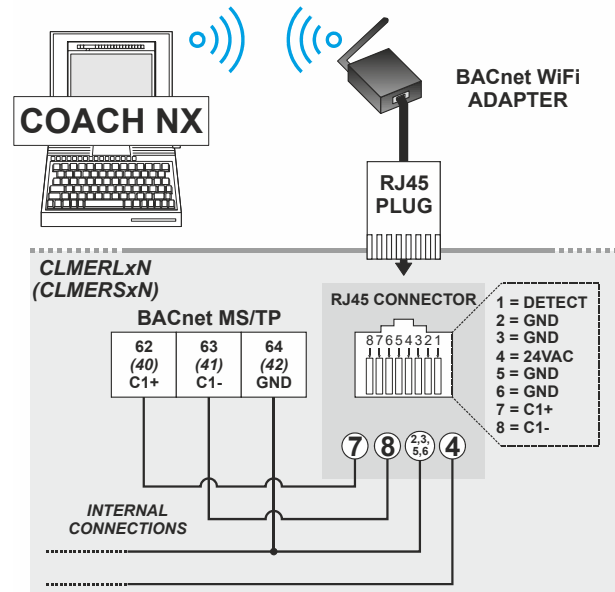 BACnet WiFi
ADAPTER
COACH NX
RJ45
PLUG
CLMERLxN
(CLMERSxN)
BACnet MS/TP
62
(40)
C1+
63
(41)
C1-
64
(42)
GND
RJ45 CONNECTOR
87654321
1 = DETECT
2 = GND
3 = GND
4 = 24VAC
5 = GND
6 = GND
7 = C1+
8 = C1-
7
8
2,3,
5,6
4
INTERNAL
CONNECTIONS